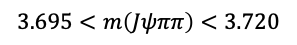 3.695 < 𝑚(𝐽𝜓𝜋𝜋) < 3.720